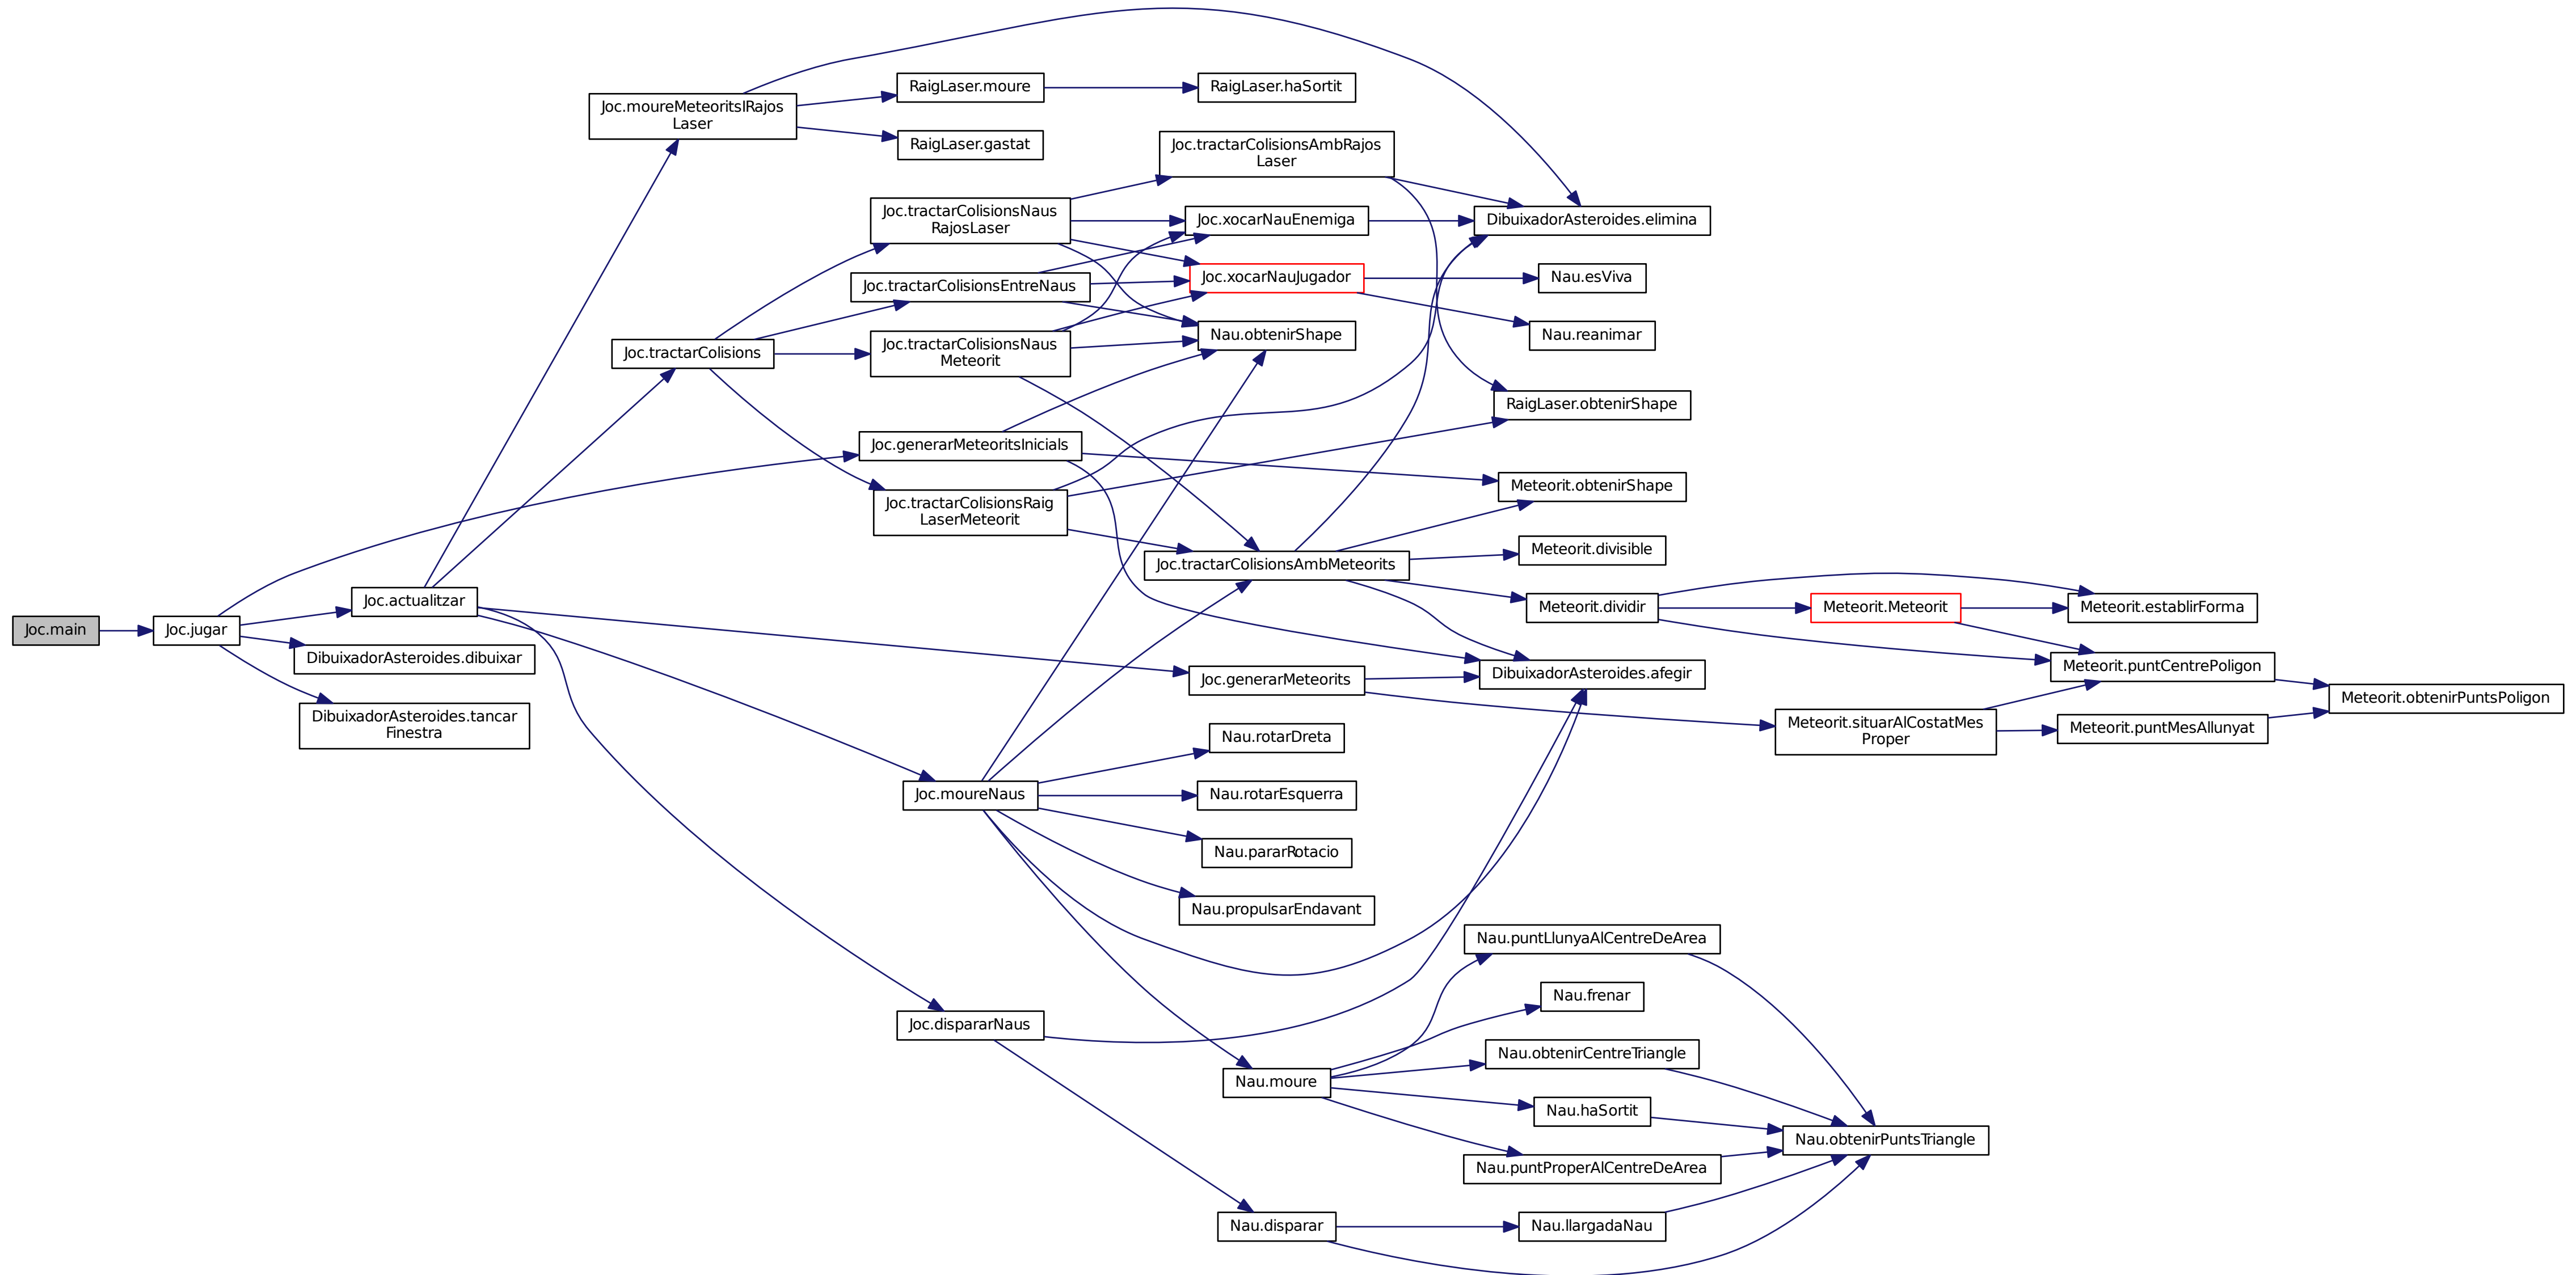 Joc.main
Joc.jugar
Joc.actualitzar
DibuixadorAsteroides.dibuixar
DibuixadorAsteroides.tancar
Finestra
Joc.moureMeteoritsIRajos
Laser
Joc.tractarColisions
RaigLaser.moure
RaigLaser.gastat
Joc.tractarColisionsNaus
RajosLaser
Joc.tractarColisionsEntreNaus
Joc.tractarColisionsNaus
Meteorit
Joc.generarMeteoritsInicials
Joc.tractarColisionsRaig
LaserMeteorit
Joc.moureNaus
Joc.dispararNaus
RaigLaser.haSortit
Joc.tractarColisionsAmbRajos
Laser
Joc.xocarNauEnemiga
Joc.xocarNauJugador
Nau.obtenirShape
Joc.tractarColisionsAmbMeteorits
Joc.generarMeteorits
Nau.rotarDreta
Nau.rotarEsquerra
Nau.pararRotacio
Nau.propulsarEndavant
Nau.moure
Nau.disparar
DibuixadorAsteroides.elimina
Nau.esViva
Nau.reanimar
RaigLaser.obtenirShape
Meteorit.obtenirShape
Meteorit.divisible
Meteorit.dividir
DibuixadorAsteroides.afegir
Nau.puntLlunyaAlCentreDeArea
Nau.frenar
Nau.obtenirCentreTriangle
Nau.haSortit
Nau.puntProperAlCentreDeArea
Nau.llargadaNau
Meteorit.Meteorit
Meteorit.situarAlCostatMes
Proper
Nau.obtenirPuntsTriangle
Meteorit.establirForma
Meteorit.puntCentrePoligon
Meteorit.puntMesAllunyat
Meteorit.obtenirPuntsPoligon